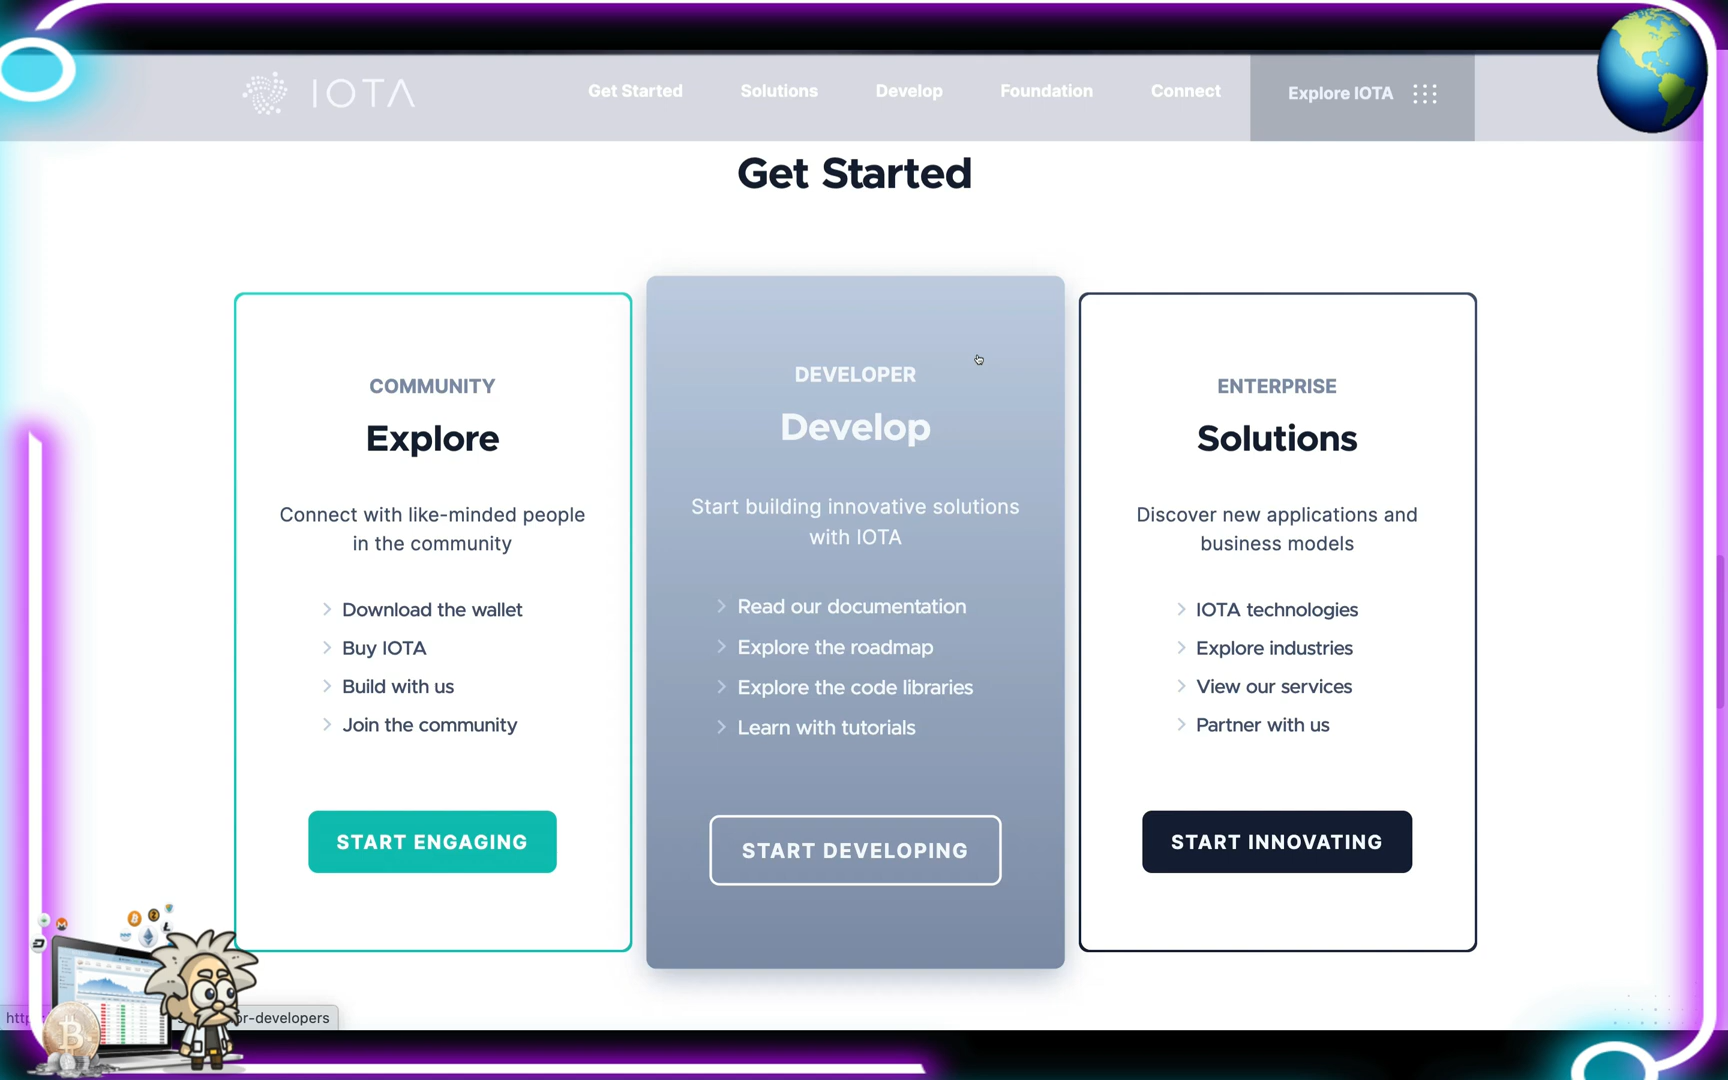 IOTA
Get Started
Solutions
Develop
Foundation
Connect
Explore IOTA
Get Started
COMMUNITY
Explore
Connect with like-minded people
in the community
Download the wallet
Buy IOTA
Build with us
Join the community
START ENGAGING
DEVELOPER
Develop
Start building innovative solutions
with IOTA
Read our documentation
Explore the roadmap
Explore the code libraries
Learn with tutorials
START DEVELOPING
ENTERPRISE
Solutions
Discover new applications and
business models
IOTA technologies
Explore industries
View our services
Partner with us
START INNOVATING
or-developers